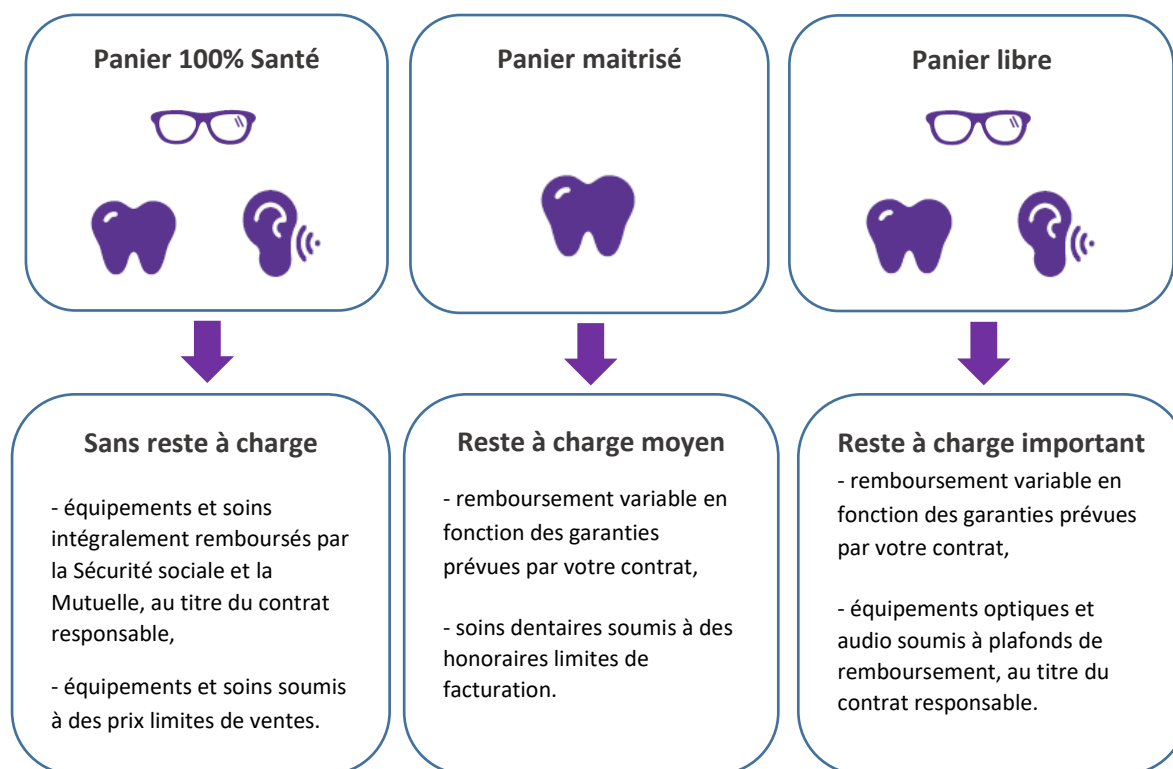 Panier 100% Santé
Panier maitrisé
Panier libre
Sans reste à charge
- équipements et soins
intégralement remboursés par
la Sécurité sociale et la
Mutuelle, au titre du contrat
responsable,
- équipements et soins soumis
à des prix limites de ventes.
Reste à charge moyen
- remboursement variable en
fonction des garanties
prévues par votre contrat,
- soins dentaires soumis à des
honoraires limites de
facturation.
Reste à charge important
- remboursement variable en
fonction des garanties prévues
par votre contrat,
- équipements optiques et
audio soumis à plafonds de
remboursement, au titre du
contrat responsable.